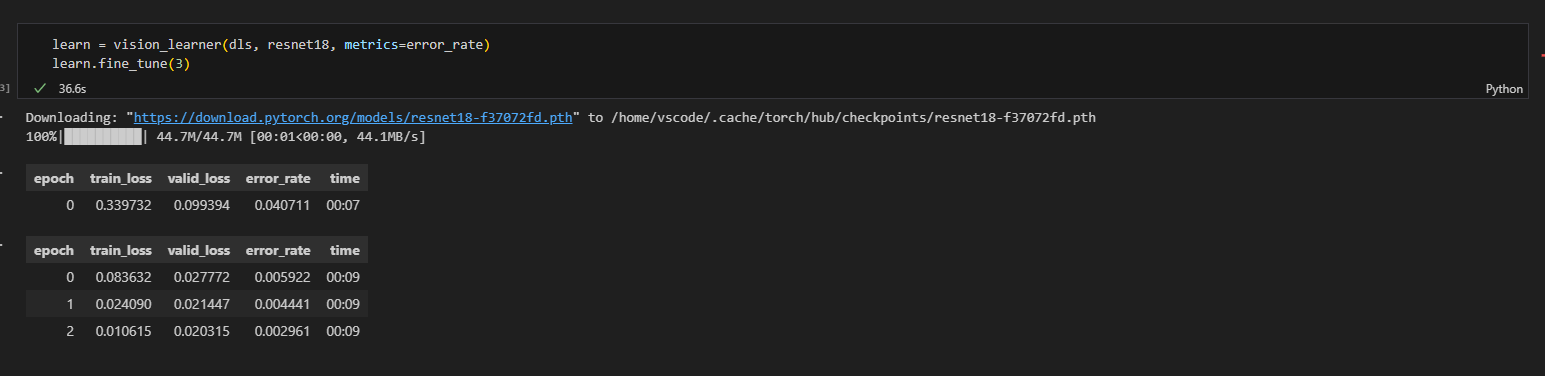 learn = vision_learner(dls, resnet18, metrics=error_rate)
learn.fine_tune(3)
3] ✓ 36.6s Python
Downloading: "https://download.pytorch.org/models/resnet18-f37072fd.pth" to /home/vscode/.cache/torch/hub/checkpoints/resnet18-f37072fd.pth
100%|██████████| 44.7M/44.7M [00:01<00:00, 44.1MB/s]
epoch train_loss valid_loss error_rate time
0 0.339732 0.099394 0.040711 00:07
epoch train_loss valid_loss error_rate time
0 0.083632 0.027772 0.005922 00:09
1 0.024090 0.021447 0.004441 00:09
2 0.010615 0.020315 0.002961 00:09